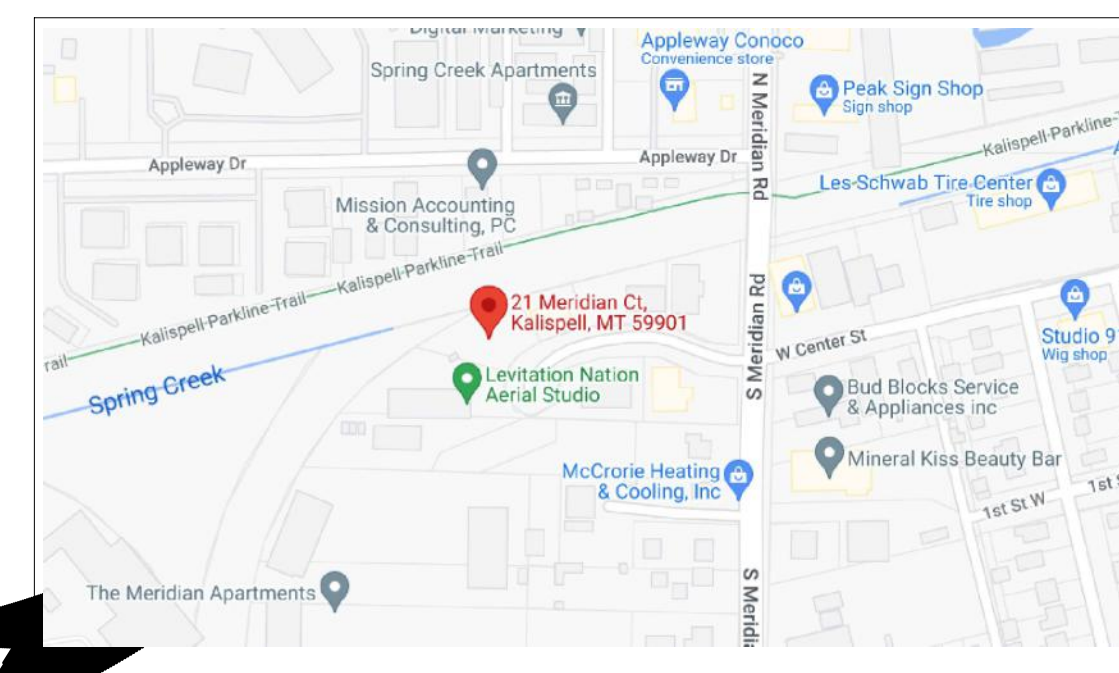 Digital Marketing
Appleway Conoco
Convenience store
Spring Creek Apartments
N Meridian Rd
Peak Sign Shop
Sign shop
Kalispell-Parkline-T
Appleway Dr
Appleway Dr
A
Les Schwab Tire Center
Tire shop
Mission Accounting
& Consulting, PC
Kalispell-Parkline-Trail
Kalispell-Parkline-Trail
rail
rail
21 Meridian Ct,
Kalispell, MT 59901
S Meridian Rd
W Center St
Studio 9
Wig shop
Spring Creek
Levitation Nation
Aerial Studio
Bud Blocks Service
& Appliances inc
McCrorie Heating
& Cooling, Inc
Mineral Kiss Beauty Bar
1st St W
1st S
The Meridian Apartments
S Meridi